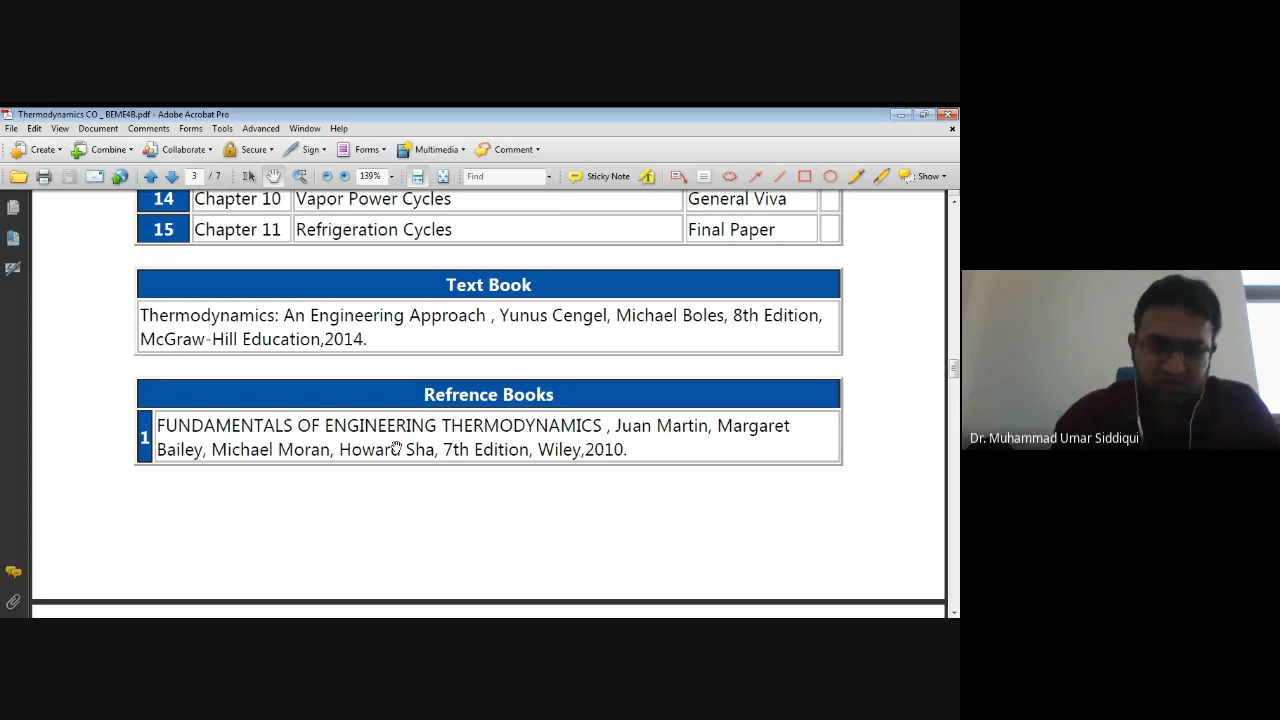 Thermodynamics CO _ BEME4B.pdf - Adobe Acrobat Pro
File Edit View Document Comments Forms Tools Advanced Window Help
Create Combine Collaborate Secure Sign Forms Multimedia Comment
3 / 7 139% Find Sticky Note Show
14 Chapter 10 Vapor Power Cycles General Viva
15 Chapter 11 Refrigeration Cycles Final Paper
Text Book
Thermodynamics: An Engineering Approach , Yunus Cengel, Michael Boles, 8th Edition,
McGraw-Hill Education,2014.
Refrence Books
1 FUNDAMENTALS OF ENGINEERING THERMODYNAMICS , Juan Martin, Margaret
Bailey, Michael Moran, Howard Sha, 7th Edition, Wiley,2010.
Dr. Muhammad Umar Siddiqui